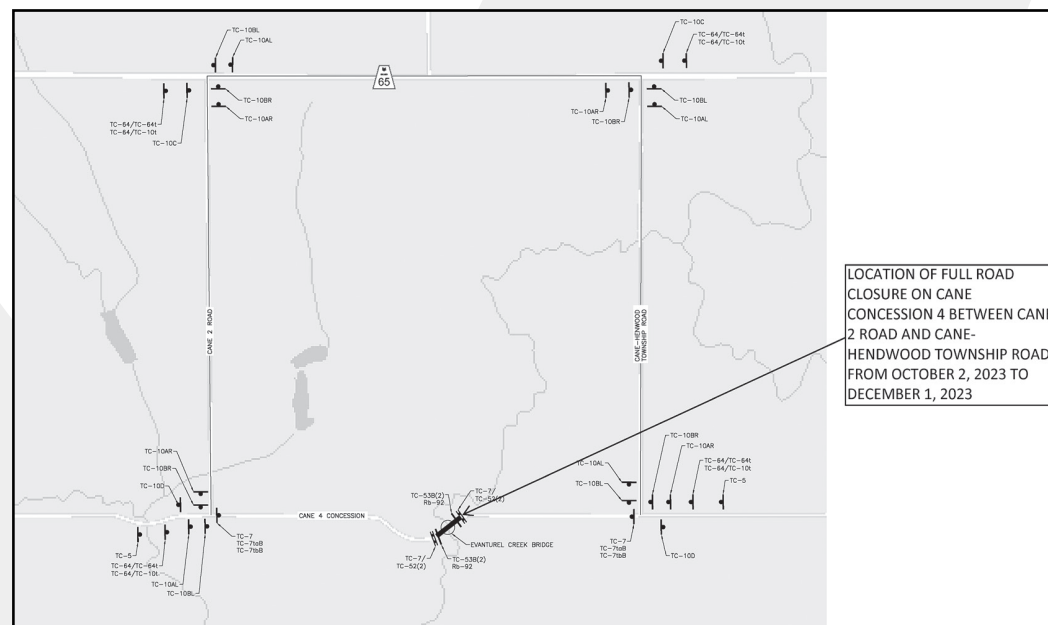 TC-10BL
TC-10AL
TC-10C
TC-64/TC-64t
TC-64/TC-10t
65
TC-10BR
TC-10AR
TC-64/TC-64t
TC-64/TC-10t
TC-10C
TC-10AR
TC-10BR
TC-10BL
TC-10AL
CANE 2 ROAD
CANE-HENWOOD
TOWNSHIP ROAD
LOCATION OF FULL ROAD
CLOSURE ON CANE
CONCESSION 4 BETWEEN CANE
2 ROAD AND CANE-
HENDWOOD TOWNSHIP ROAD
FROM OCTOBER 2, 2023 TO
DECEMBER 1, 2023
TC-10AR
TC-10BR
TC-10D
TC-10BR
TC-10AR
TC-64/TC-64t
TC-64/TC-10t
TC-5
TC-10AL
TC-10BL
TC-53B(2)
Rb-92
TC-7/
TC-52(2)
CANE 4 CONCESSION
EVANTUREL CREEK BRIDGE
TC-7
TC-7toB
TC-7tbB
TC-5
TC-64/TC-64t
TC-64/TC-10t
TC-10AL
TC-10BL
TC-7/
TC-52(2)
TC-53B(2)
Rb-92
TC-7
TC-7toB
TC-7tbB
TC-10D